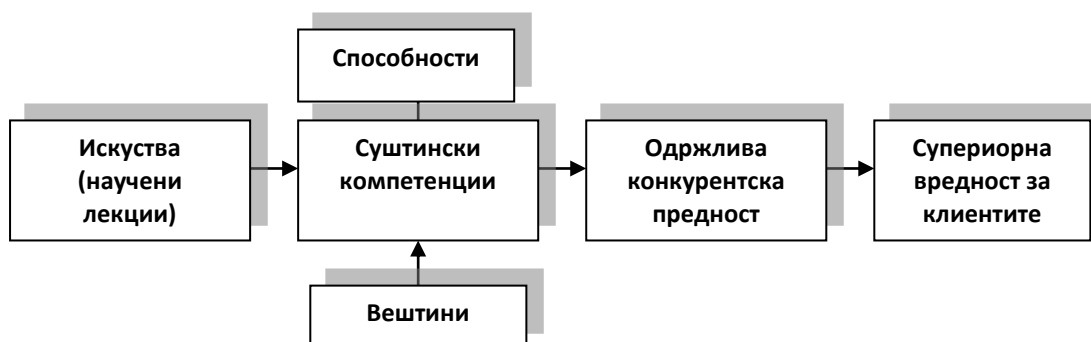 Способности
Искуства
(научени
лекции)
Суштински
компетенции
Одржлива
конкурентска
предност
Супериорна
вредност за
клиентите
Вештини